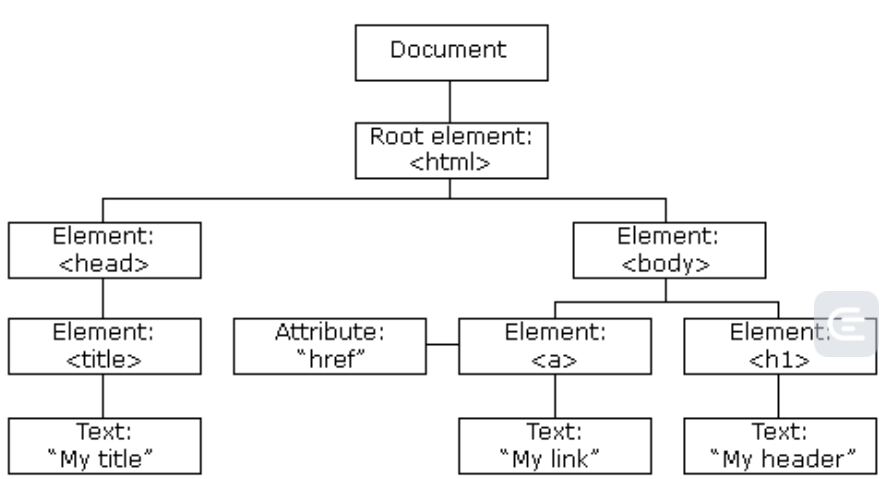 Document
Root element:
<html>
Element:
<head>
Element:
<body>
Element:
<title>
Attribute:
“href”
Element:
<a>
Element:
<h1>
Text:
“My title”
Text:
“My link”
Text:
“My header”